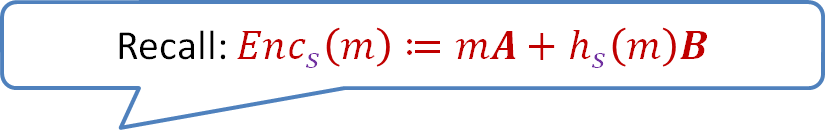 Recall: Enc_s(m) ≔ mA + h_s(m)B